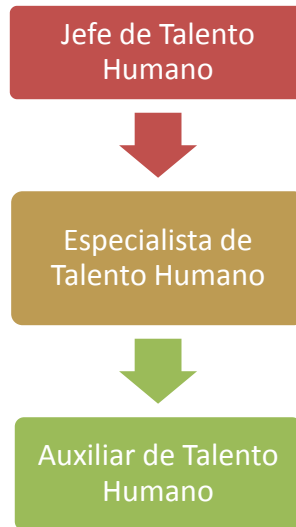 Jefe de Talento
Humano
Especialista de
Talento Humano
Auxiliar de Talento
Humano